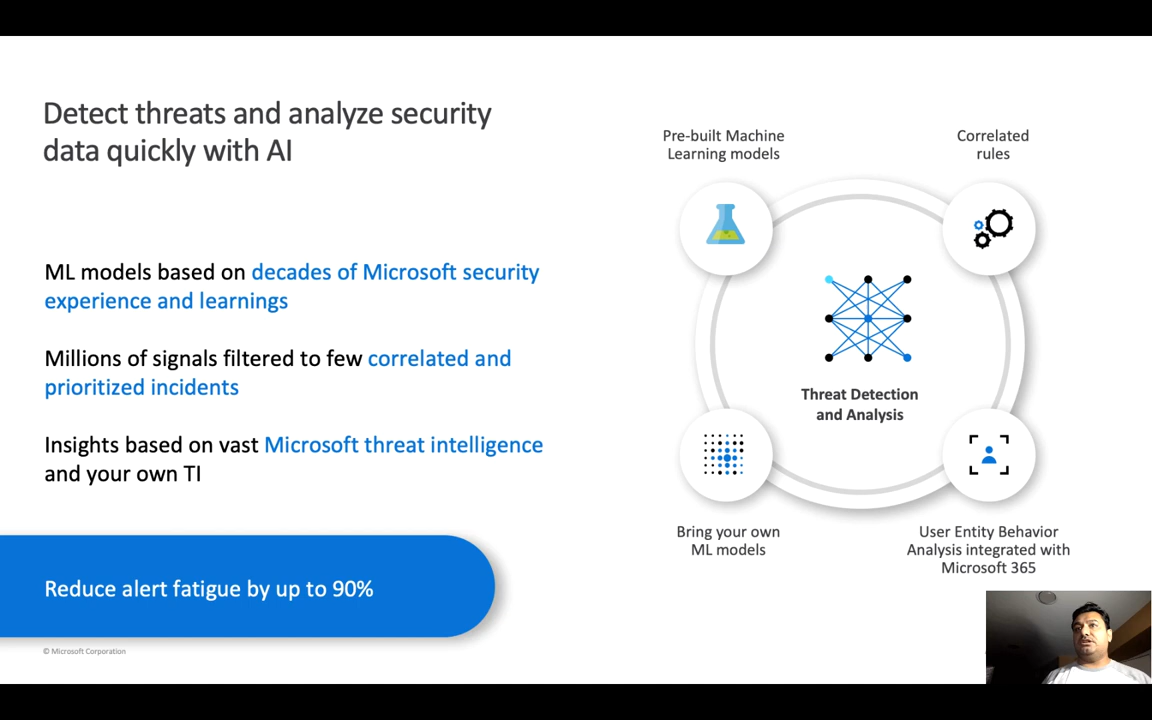 Detect threats and analyze security
data quickly with AI
ML models based on decades of Microsoft security
experience and learnings
Millions of signals filtered to few correlated and
prioritized incidents
Insights based on vast Microsoft threat intelligence
and your own TI
Reduce alert fatigue by up to 90%
© Microsoft Corporation
Pre-built Machine
Learning models
Correlated
rules
Threat Detection
and Analysis
Bring your own
ML models
User Entity Behavior
Analysis integrated with
Microsoft 365